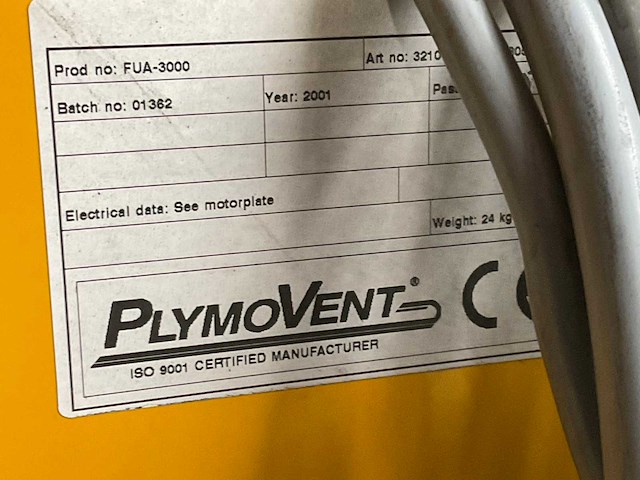 Prod no: FUA-3000 Art no: 3210
Batch no: 01362 Year: 2001
Electrical data: See motorplate
Weight: 24 kg
PLYMOVENT®
CE
ISO 9001 CERTIFIED MANUFACTURER